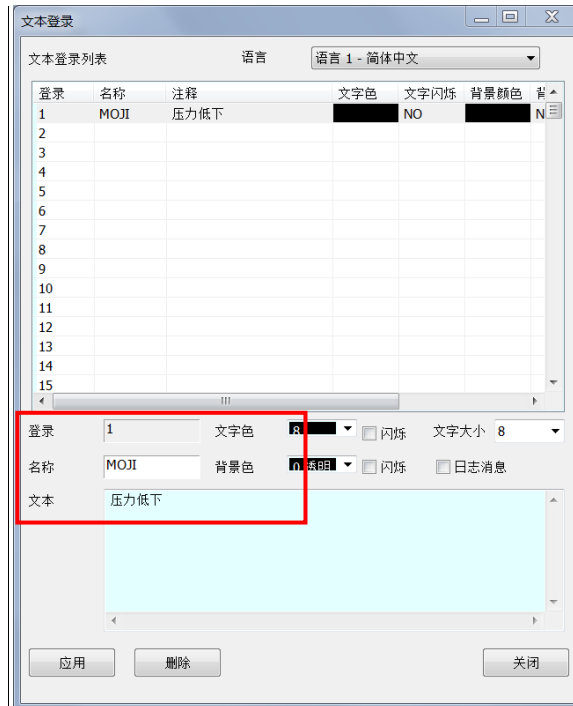 文本登录
文本登录列表 语言 语言 1 - 简体中文
登录 名称 注释 文字色 文字闪烁 背景颜色
1 MOJI 压力低下 NO
2
3
4
5
6
7
8
9
10
11
12
13
14
15
登录 1 文字色 8 闪烁 文字大小 8
名称 MOJI 背景色 0 透明 闪烁 日志消息
文本 压力低下
应用 删除 关闭